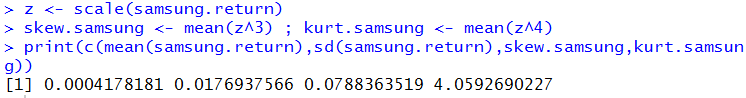 > z <- scale(samsung.return)
> skew.samsung <- mean(z^3) ; kurt.samsung <- mean(z^4)
> print(c(mean(samsung.return),sd(samsung.return),skew.samsung,kurt.samsun
g))
[1] 0.0004178181 0.0176937566 0.0788363519 4.0592690227